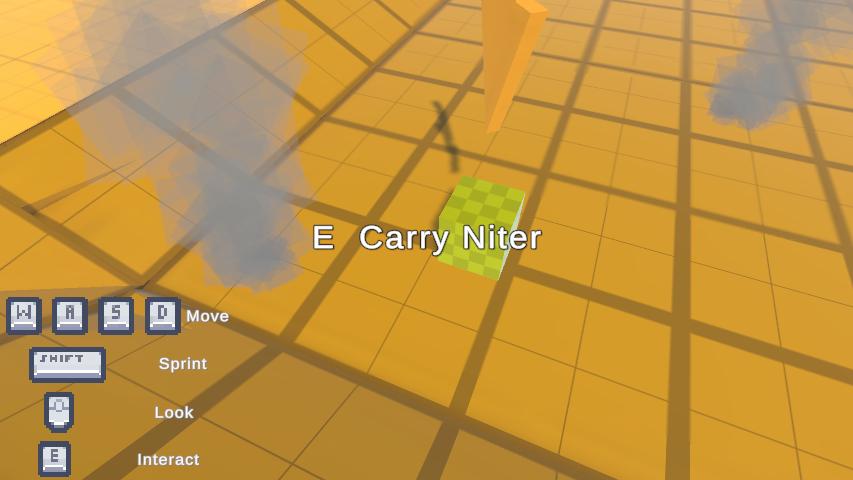 E Carry Niter
W A S D Move
SHIFT Sprint
Look
E Interact